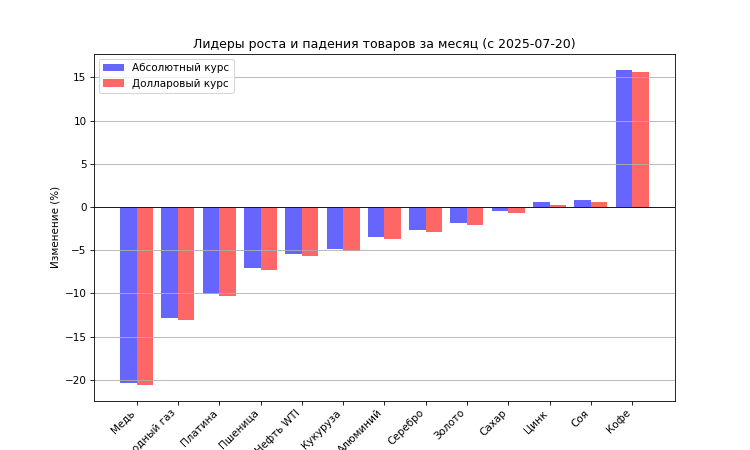 Лидеры роста и падения товаров за месяц (с 2025-07-20)
Абсолютный курс
Долларовый курс
Изменение (%)
15
10
5
0
−5
−10
−15
−20
Медь
газ
Платина
Пшеница
Нефть WTI
Кукуруза
Алюминий
Серебро
Золото
Сахар
Цинк
Соя
Кофе